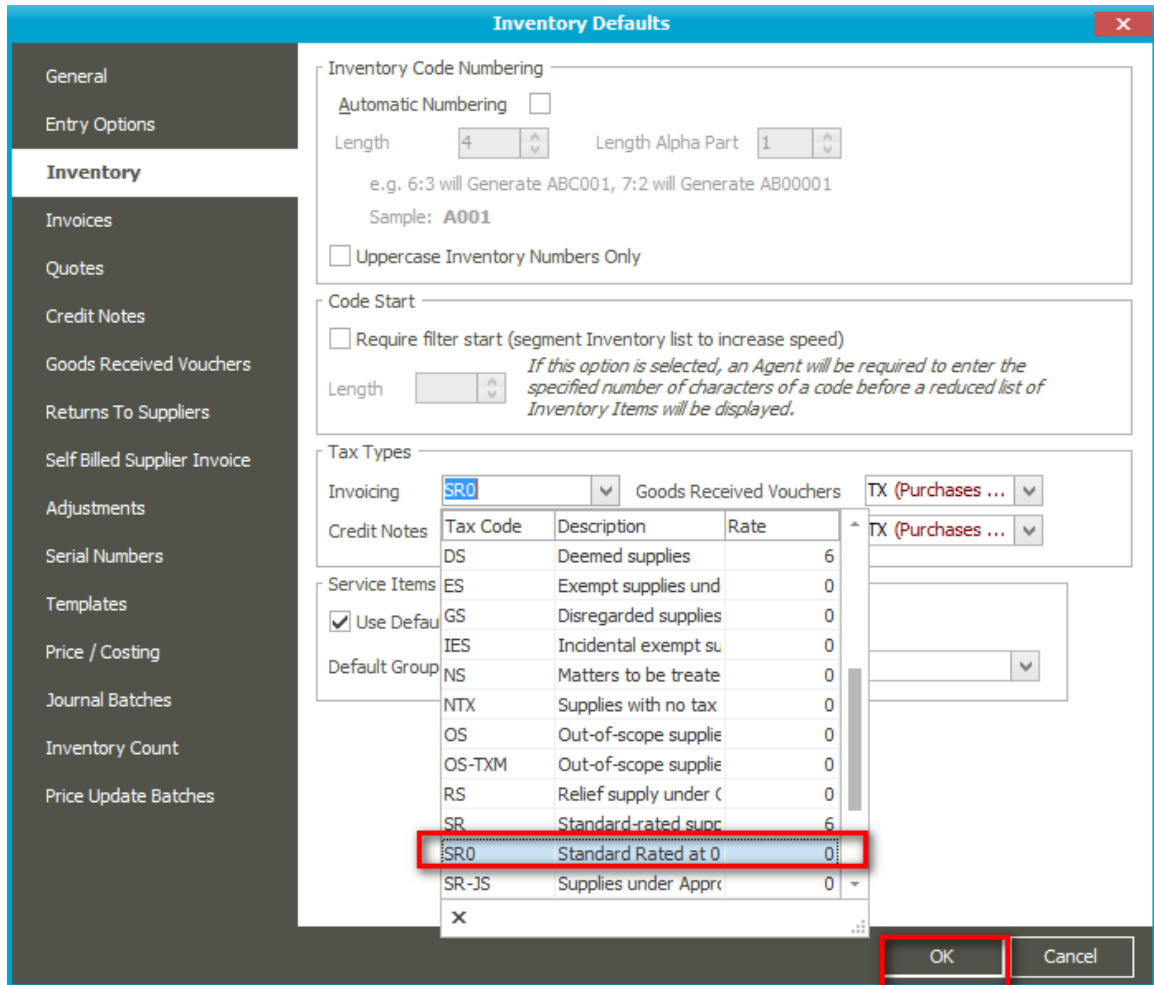 Inventory Defaults
General
Entry Options
Inventory
Invoices
Quotes
Credit Notes
Goods Received Vouchers
Returns To Suppliers
Self Billed Supplier Invoice
Adjustments
Serial Numbers
Templates
Price / Costing
Journal Batches
Inventory Count
Price Update Batches
Inventory Code Numbering
Automatic Numbering
Length 4 Length Alpha Part 1
e.g. 6:3 will Generate ABC001, 7:2 will Generate AB00001
Sample: A001
Uppercase Inventory Numbers Only
Code Start
Require filter start (segment Inventory list to increase speed)
Length
If this option is selected, an Agent will be required to enter the
specified number of characters of a code before a reduced list of
Inventory Items will be displayed.
Tax Types
Invoicing SR0 Goods Received Vouchers TX (Purchases ...
Credit Notes TX (Purchases ...
Tax Code Description Rate
DS Deemed supplies 6
ES Exempt supplies und 0
GS Disregarded supplies 0
IES Incidental exempt su 0
NS Matters to be treate 0
NTX Supplies with no tax 0
OS Out-of-scope supplie 0
OS-TXM Out-of-scope supplie 0
RS Relief supply under G 0
SR Standard-rated supp 6
SR0 Standard Rated at 0 0
SR-JS Supplies under Appro 0
Service Items
Use Defau
Default Group
OK Cancel